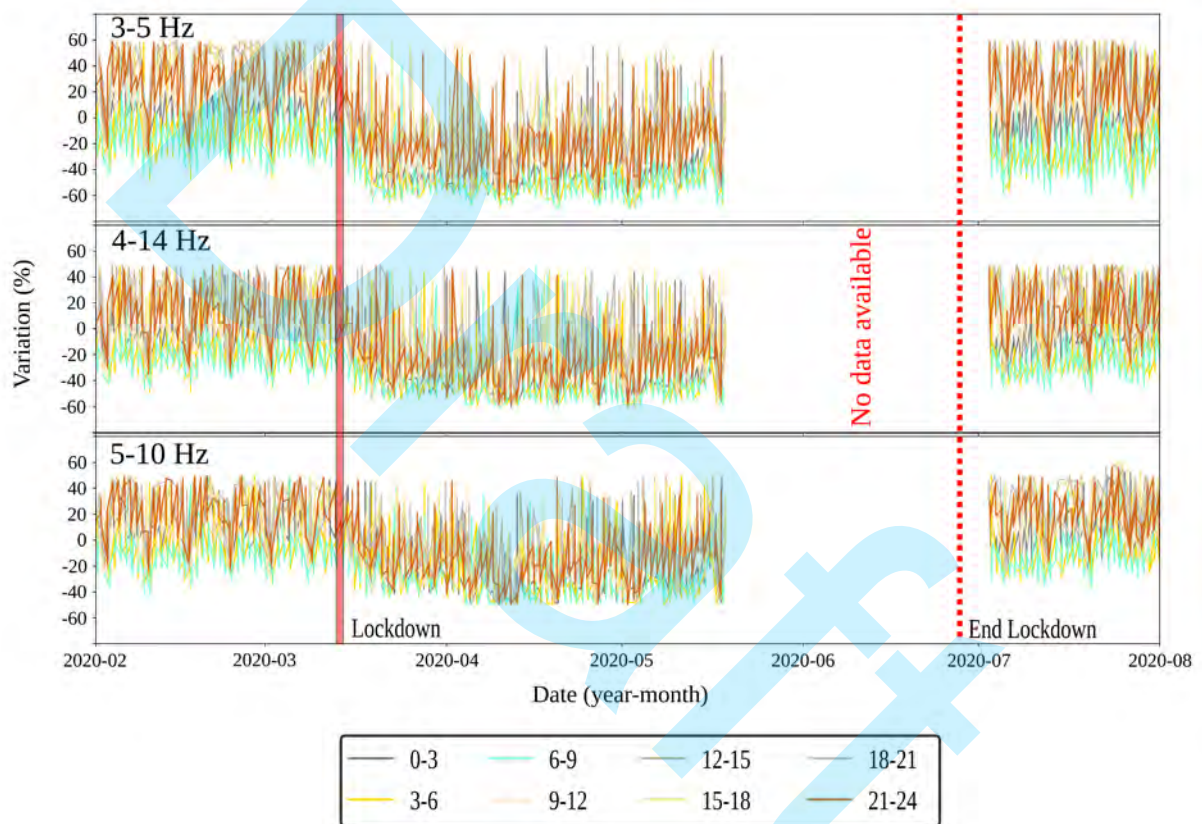 3-5 Hz
60
40
20
0
-20
-40
-60
4-14 Hz
60
40
20
0
-20
-40
-60
5-10 Hz
60
40
20
0
-20
-40
-60
Variation (%)
No data available
Lockdown
End Lockdown
2020-02 2020-03 2020-04 2020-05 2020-06 2020-07 2020-08
Date (year-month)
0-3 6-9 12-15 18-21
3-6 9-12 15-18 21-24
Draft